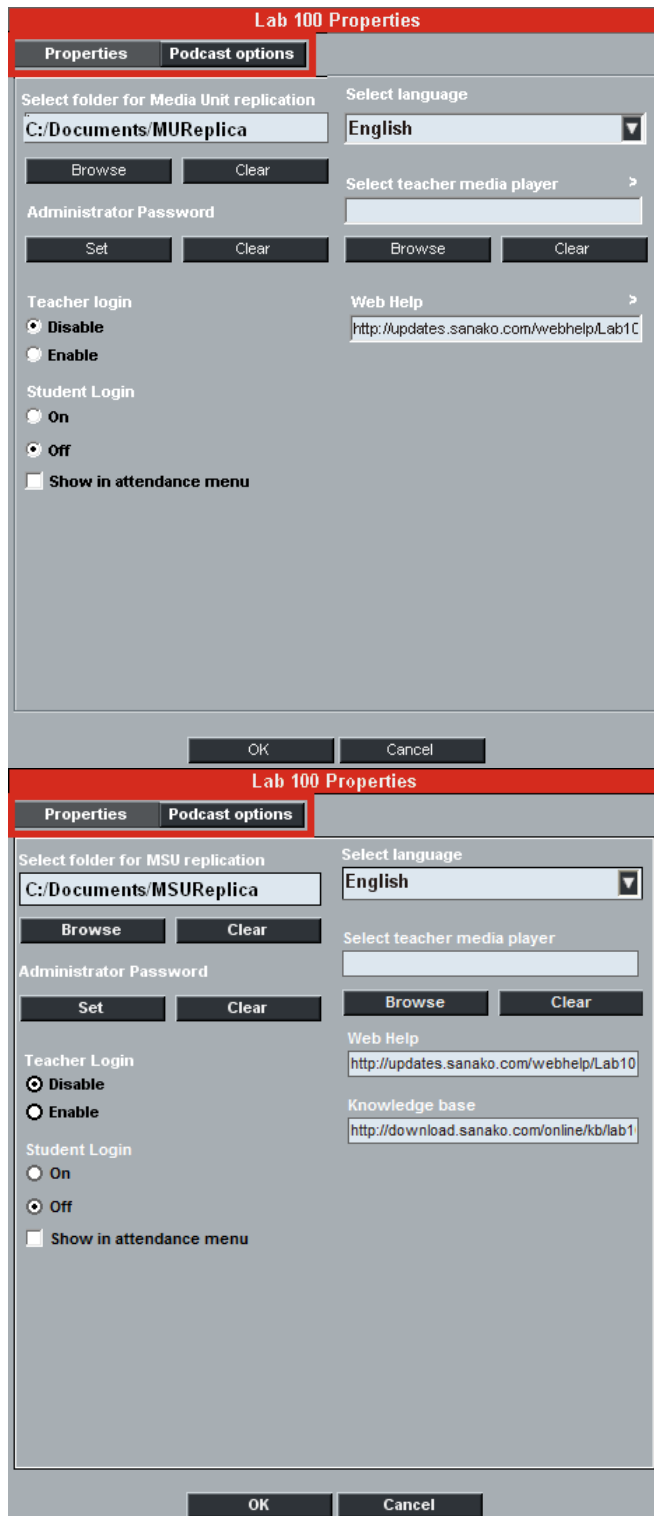 Lab 100 Properties
Properties Podcast options
Select folder for Media Unit replication
C:/Documents/MUReplica
Browse Clear
Administrator Password
Set Clear
Teacher login
Disable
Enable
Student Login
On
Off
Show in attendance menu
Select language
English
Select teacher media player >
Browse Clear
Web Help >
http://updates.sanako.com/webhelp/Lab10
OK Cancel
Lab 100 Properties
Properties Podcast options
Select folder for MSU replication
C:/Documents/MSUReplica
Browse Clear
Administrator Password
Set Clear
Teacher Login
Disable
Enable
Student Login
On
Off
Show in attendance menu
Select language
English
Select teacher media player
Browse Clear
Web Help
http://updates.sanako.com/webhelp/Lab10
Knowledge base
http://download.sanako.com/online/kb/lab1
OK Cancel